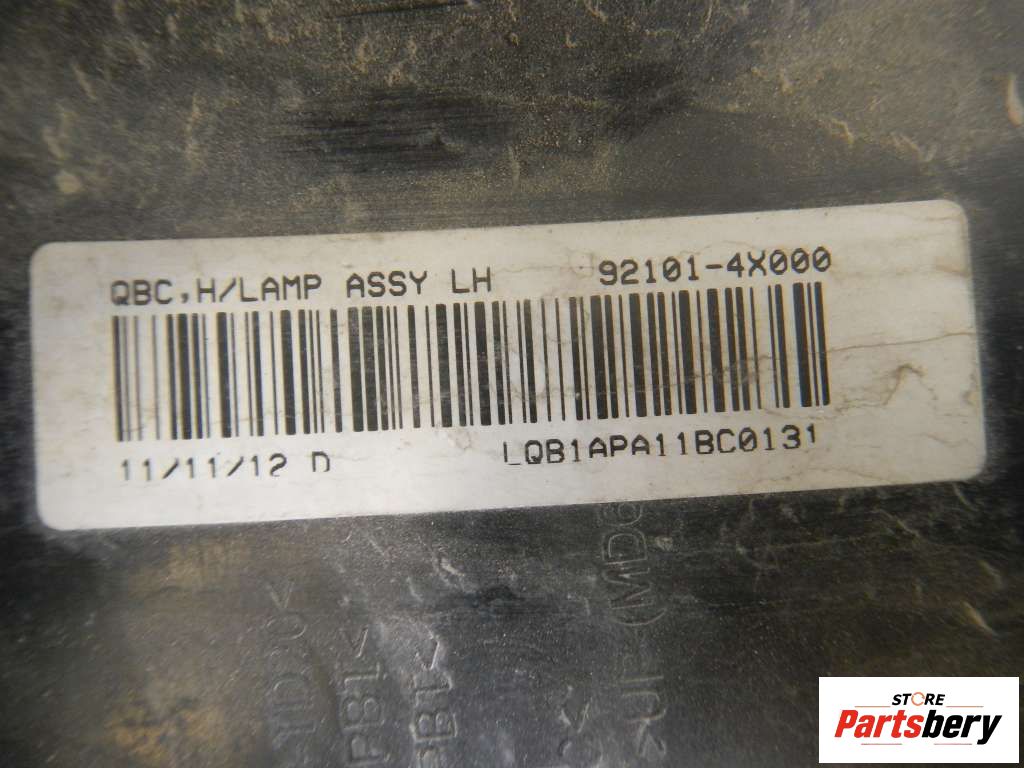 QBC,H/LAMP ASSY LH 92101-4X000
11/11/12 D LQB1APA11BC0131
STORE
Partsbery